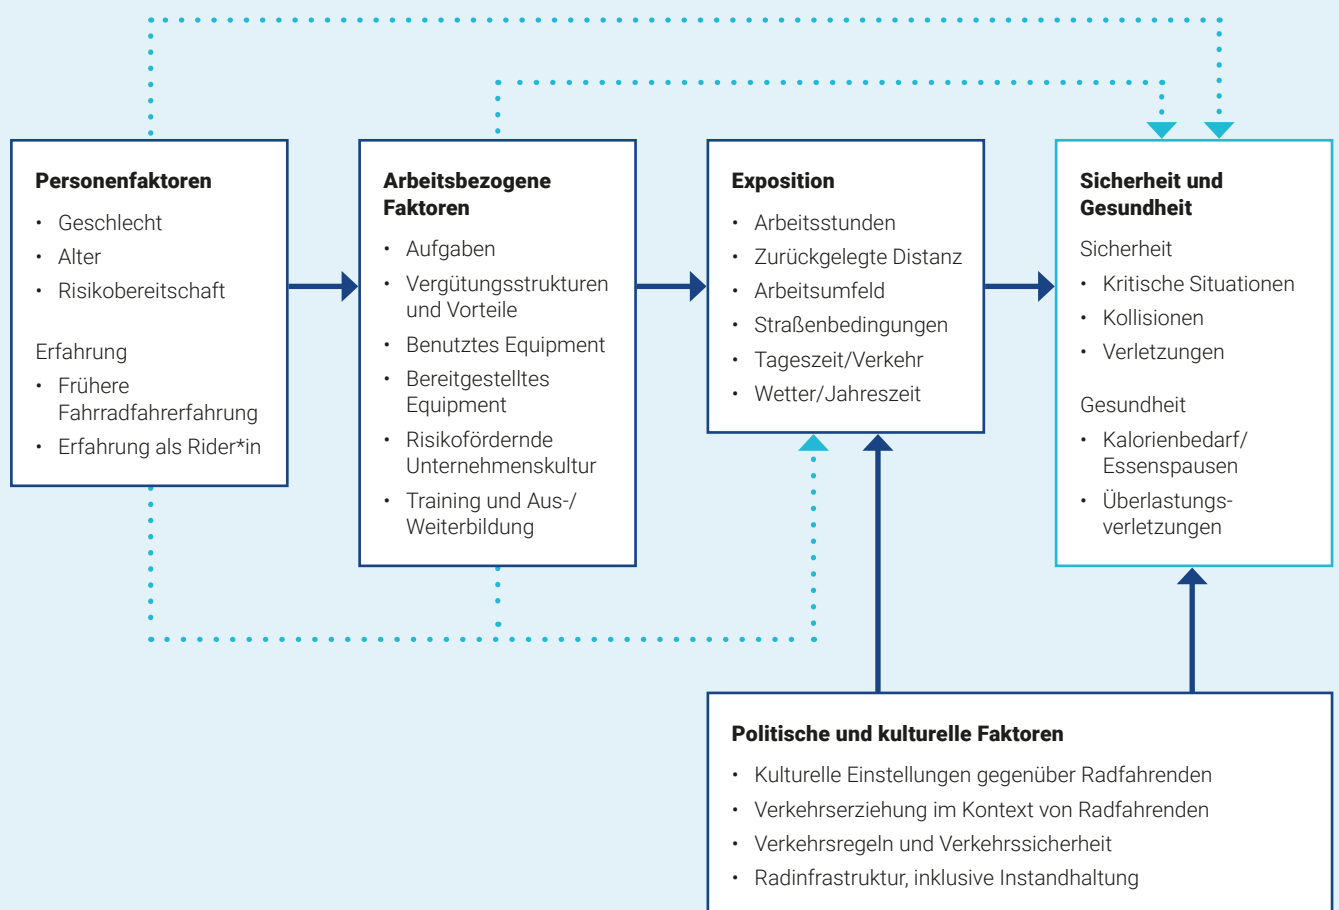 Personenfaktoren
• Geschlecht
• Alter
• Risikobereitschaft
Erfahrung
• Frühere
Fahrradfahrerfahrung
• Erfahrung als Rider*in
Arbeitsbezogene
Faktoren
• Aufgaben
• Vergütungsstrukturen
und Vorteile
• Benutztes Equipment
• Bereitgestelltes
Equipment
• Risikofördernde
Unternehmenskultur
• Training und Aus-/
Weiterbildung
Exposition
• Arbeitsstunden
• Zurückgelegte Distanz
• Arbeitsumfeld
• Straßenbedingungen
• Tageszeit/Verkehr
• Wetter/Jahreszeit
Sicherheit und
Gesundheit
Sicherheit
• Kritische Situationen
• Kollisionen
• Verletzungen
Gesundheit
• Kalorienbedarf/
Essenspausen
• Überlastungs-
verletzungen
Politische und kulturelle Faktoren
• Kulturelle Einstellungen gegenüber Radfahrenden
• Verkehrserziehung im Kontext von Radfahrenden
• Verkehrsregeln und Verkehrssicherheit
• Radinfrastruktur, inklusive Instandhaltung